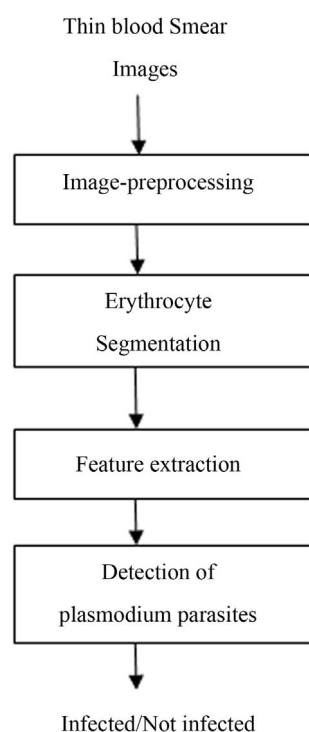 Thin blood Smear
Images
Image-preprocessing
Erythrocyte
Segmentation
Feature extraction
Detection of
plasmodium parasites
Infected/Not infected